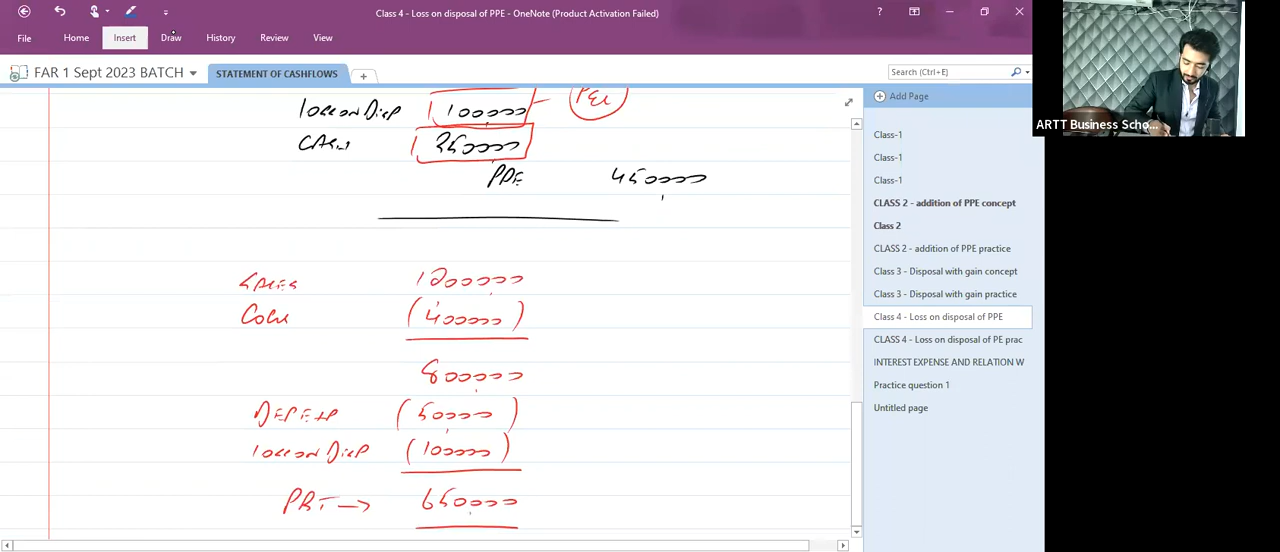 Class 4 - Loss on disposal of PPE - OneNote (Product Activation Failed)
?
File Home Insert Draw History Review View
FAR 1 Sept 2023 BATCH
STATEMENT OF CASHFLOWS
+
Search (Ctrl+E)
Loss on Disp 100000
Cash 350000
PPE 450000
Sales 1200000
COGS (400000)
800000
DEP EXP (50000)
Loss on Disp (100000)
PBT → 650000
Add Page
Class-1
Class-1
Class-1
CLASS 2 - addition of PPE concept
Class 2
CLASS 2 - addition of PPE practice
Class 3 - Disposal with gain concept
Class 3 - Disposal with gain practice
Class 4 - Loss on disposal of PPE
CLASS 4 - Loss on disposal of PE prac
INTEREST EXPENSE AND RELATION W
Practice question 1
Untitled page
ARTT Business Scho...